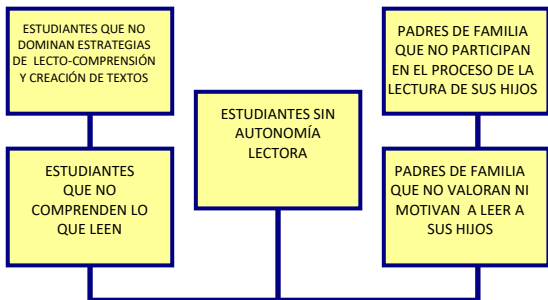 ESTUDIANTES QUE NO
DOMINAN ESTRATEGIAS
DE LECTO-COMPRENSIÓN
Y CREACIÓN DE TEXTOS
PADRES DE FAMILIA
QUE NO PARTICIPAN
EN EL PROCESO DE LA
LECTURA DE SUS HIJOS
ESTUDIANTES SIN
AUTONOMÍA
LECTORA
ESTUDIANTES
QUE NO
COMPRENDEN LO
QUE LEEN
PADRES DE FAMILIA
QUE NO VALORAN NI
MOTIVAN A LEER A
SUS HIJOS